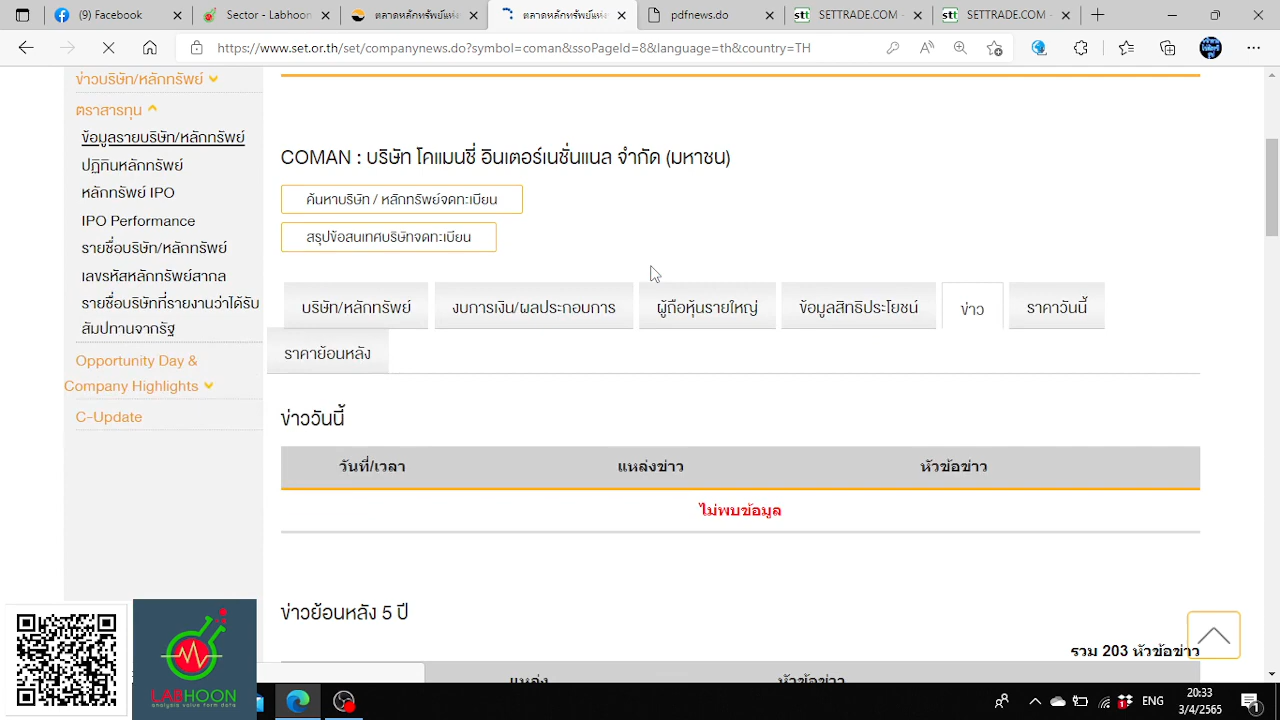 (9) Facebook
Sector - Labhoon
ตลาดหลักทรัพย์แห่ง
ตลาดหลักทรัพย์แห่ง
pdfnews.do
SETTRADE.COM -
SETTRADE.COM -
https://www.set.or.th/set/companynews.do?symbol=coman&ssoPageId=8&language=th&country=TH
ข่าวบริษัท/หลักทรัพย์
ตราสารทุน
ข้อมูลรายบริษัท/หลักทรัพย์
ปฏิทินหลักทรัพย์
หลักทรัพย์ IPO
IPO Performance
รายชื่อบริษัท/หลักทรัพย์
เลขรหัสหลักทรัพย์สากล
รายชื่อบริษัทที่รายงานว่าได้รับ
สัมปทานจากรัฐ
Opportunity Day &
Company Highlights
C-Update
COMAN : บริษัท โคแมนชี่ อินเตอร์เนชั่นแนล จำกัด (มหาชน)
ค้นหาบริษัท / หลักทรัพย์จดทะเบียน
สรุปข้อสนเทศบริษัทจดทะเบียน
บริษัท/หลักทรัพย์
งบการเงิน/ผลประกอบการ
ผู้ถือหุ้นรายใหญ่
ข้อมูลสิทธิประโยชน์
ข่าว
ราคาวันนี้
ราคาย้อนหลัง
ข่าววันนี้
วันที่/เวลา แหล่งข่าว หัวข้อข่าว
ไม่พบข้อมูล
ข่าวย้อนหลัง 5 ปี
รวม 203 หัวข้อข่าว
แหล่ง หัวข้อข่าว
LABHOON
analysis value form data
ENG
20:33
3/4/2565